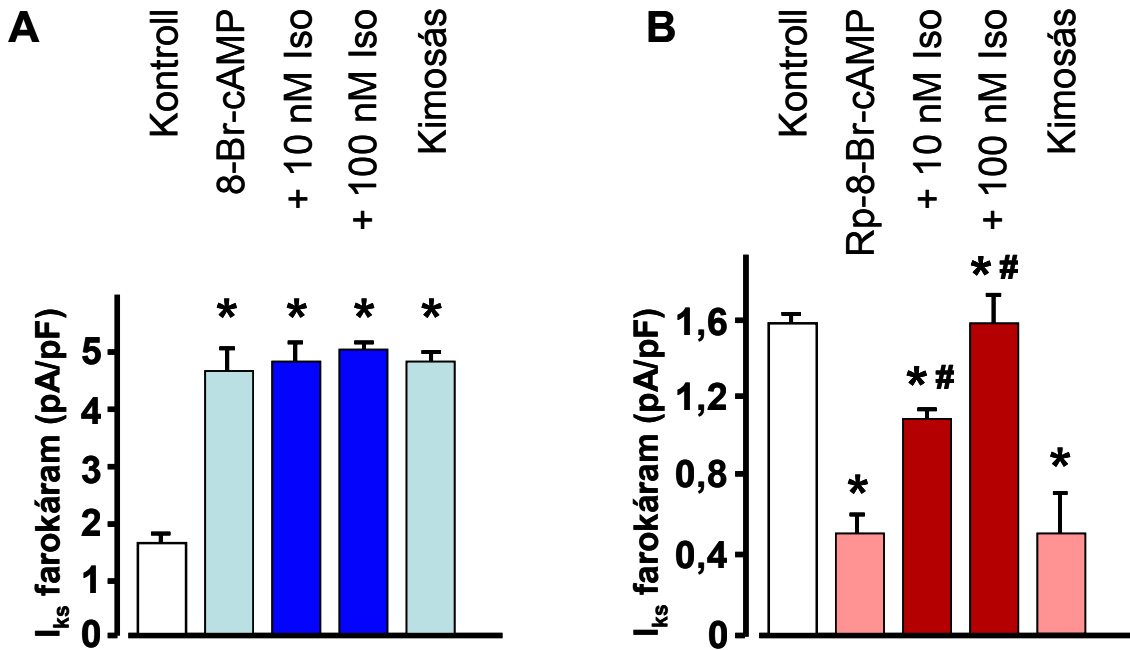 A
Kontroll
8-Br-cAMP
+ 10 nM Iso
+ 100 nM Iso
Kimosás
Iks farokáram (pA/pF)
5
4
3
2
1
0
*
*
*
*
B
Kontroll
Rp-8-Br-cAMP
+ 10 nM Iso
+ 100 nM Iso
Kimosás
Iks farokáram (pA/pF)
1,6
1,2
0,8
0,4
0
*
* #
* #
*